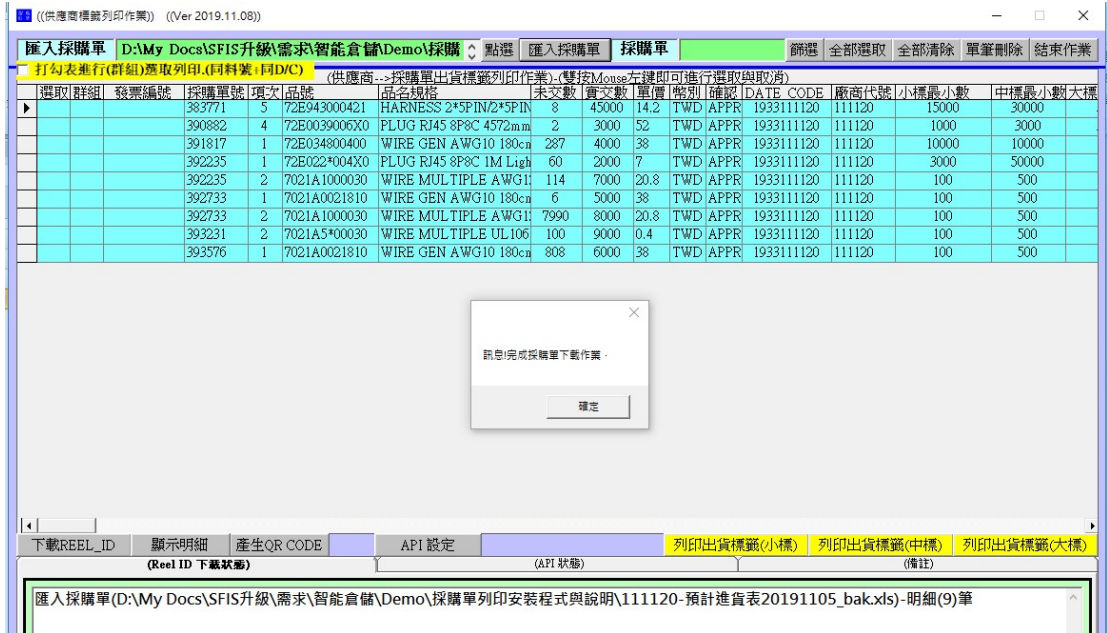 ((供應商標籤列印作業)) ((Ver 2019.11.08))
匯入採購單 D:\My Docs\SFIS升級\需求\智能倉儲\Demo\採購 點選 匯入採購單 採購單 篩選 全部選取 全部清除 單筆刪除 結束作業
打勾表進行(群組)選取列印.(同料號+同D/C)
(供應商-->採購單出貨標籤列印作業)-(雙按Mouse左鍵即可進行選取與取消)
選取 群組 發票編號 採購單號 項次 品號 品名規格 未交數 實交數 單價 幣別 確認 DATE CODE 廠商代號 小標最小數 中標最小數 大標
383771 5 72E943000421 HARNESS 2*5PIN/2*5PIN 8 45000 14.2 TWD APPR 1933111120 111120 15000 30000
390882 4 72E0039006X0 PLUG RJ45 8P8C 4572mm 2 3000 52 TWD APPR 1933111120 111120 1000 3000
391817 1 72E034800400 WIRE GEN AWG10 180cm 287 4000 38 TWD APPR 1933111120 111120 10000 10000
392235 1 72E022*004X0 PLUG RJ45 8P8C 1M Ligh 60 2000 7 TWD APPR 1933111120 111120 3000 50000
392235 2 7021A1000030 WIRE MULTIPLE AWG1 114 7000 20.8 TWD APPR 1933111120 111120 100 500
392733 1 7021A0021810 WIRE GEN AWG10 180cm 6 5000 38 TWD APPR 1933111120 111120 100 500
392733 2 7021A1000030 WIRE MULTIPLE AWG1 7990 8000 20.8 TWD APPR 1933111120 111120 100 500
393231 2 7021A5*00030 WIRE MULTIPLE UL106 100 9000 0.4 TWD APPR 1933111120 111120 100 500
393576 1 7021A0021810 WIRE GEN AWG10 180cm 808 6000 38 TWD APPR 1933111120 111120 100 500
訊息!完成採購單下載作業.
確定
下載REEL_ID 顯示明細 產生QR CODE API 設定 列印出貨標籤(小標) 列印出貨標籤(中標) 列印出貨標籤(大標)
(Reel ID 下載狀態) (API 狀態) (備註)
匯入採購單(D:\My Docs\SFIS升級\需求\智能倉儲\Demo\採購單列印安裝程式與說明\111120-預計進貨表20191105_bak.xls)-明細(9)筆